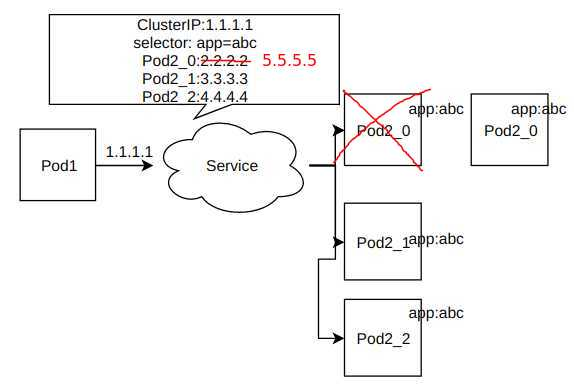 ClusterIP:1.1.1.1
selector: app=abc
Pod2_0:2.2.2.2 5.5.5.5
Pod2_1:3.3.3.3
Pod2_2:4.4.4.4
Pod1
1.1.1.1
Service
app:abc
Pod2_0
app:abc
Pod2_0
app:abc
Pod2_1
app:abc
Pod2_2